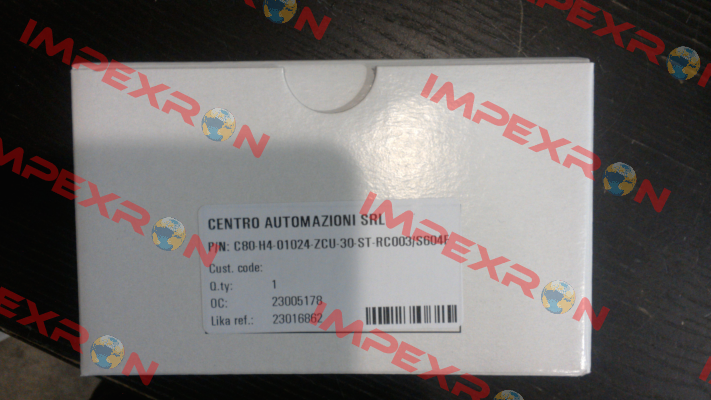 IMPEXRON
IMPEXRON
IMPEXRON
IMPEXRON
IMPEXRON
CENTRO AUTOMAZIONI SRL
P/N: C80-H4-01024-ZCU-30-ST-RC003/S604F
Cust. code:
Q.ty: 1
OC: 23005178
Lika ref.: 23016862
IMPEXRON